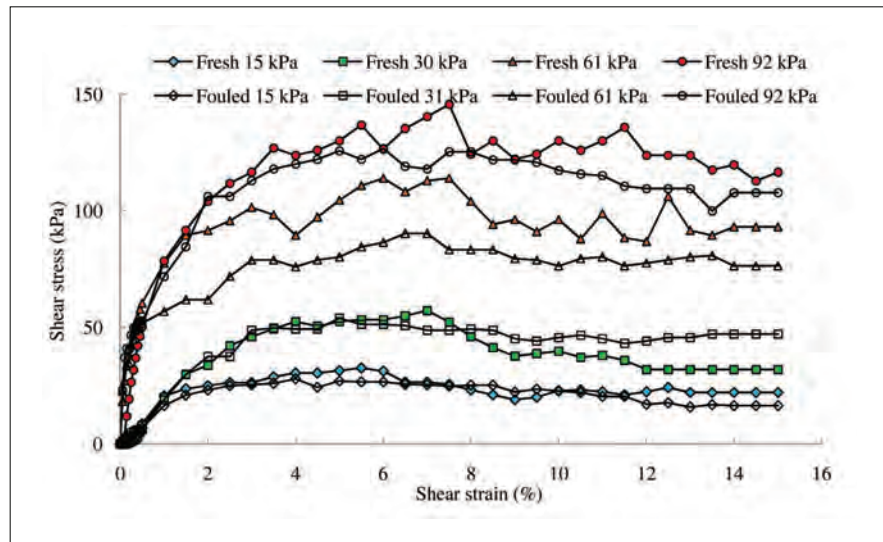 Fresh 15 kPa Fresh 30 kPa Fresh 61 kPa Fresh 92 kPa
Fouled 15 kPa Fouled 31 kPa Fouled 61 kPa Fouled 92 kPa
150
100
50
0
Shear stress (kPa)
0 2 4 6 8 10 12 14 16
Shear strain (%)